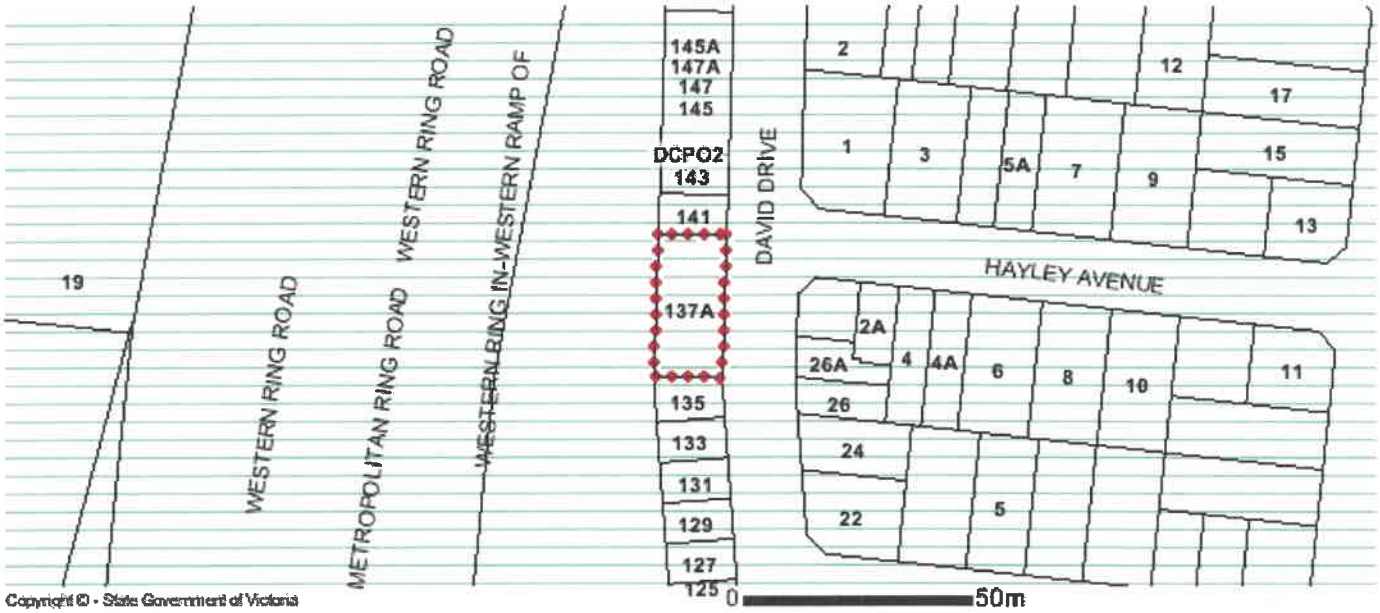 145A
147A
147
145
DCPO2
143
141
137A
135
133
131
129
127
125
19
WESTERN RING ROAD
WESTERN RING ROAD
METROPOLITAN RING ROAD
WESTERN RING IN-WESTERN RAMP OF
DAVID DRIVE
HAYLEY AVENUE
2
12
17
1
3
5A
7
9
15
13
2A
26A
4
4A
6
8
10
11
26
24
22
5
Copyright © - State Government of Victoria
0
50m